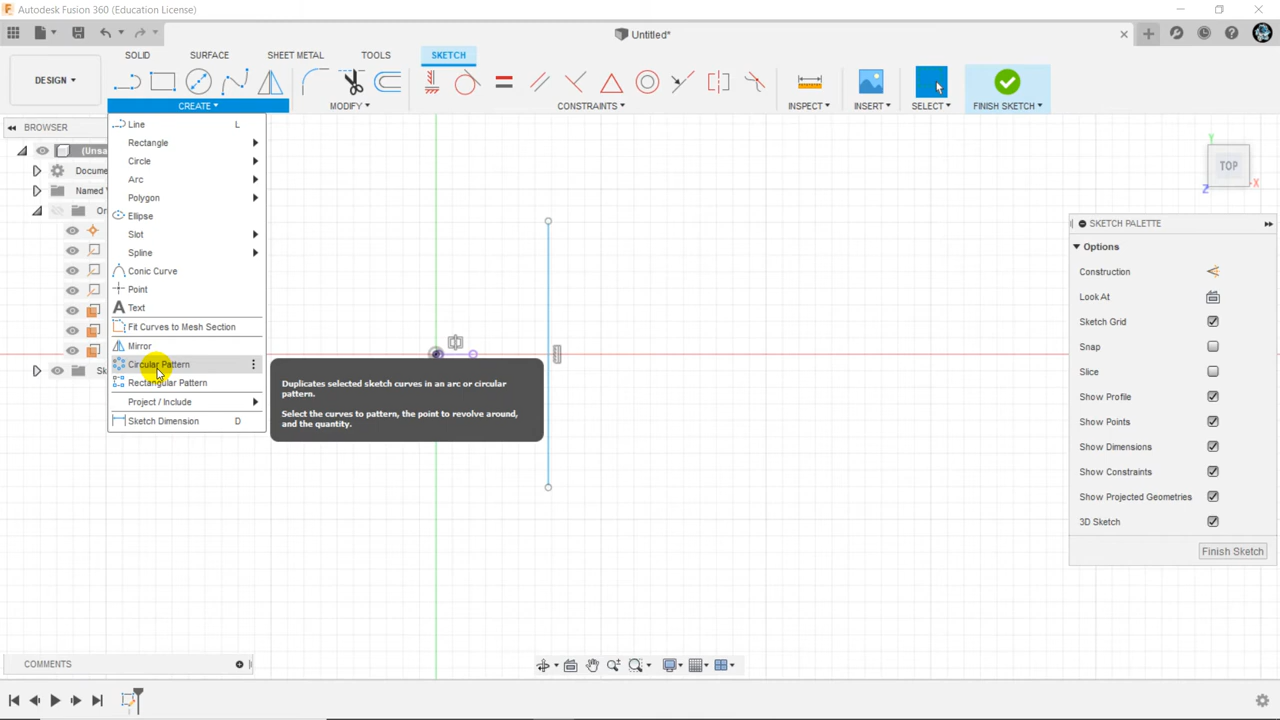 Autodesk Fusion 360 (Education License)
Untitled*
SOLID SURFACE SHEET METAL TOOLS SKETCH
DESIGN
CREATE MODIFY CONSTRAINTS INSPECT INSERT SELECT FINISH SKETCH
BROWSER
(Unsa
Docume
Named V
Or
Sk
Line L
Rectangle
Circle
Arc
Polygon
Ellipse
Slot
Spline
Conic Curve
Point
Text
Fit Curves to Mesh Section
Mirror
Circular Pattern
Rectangular Pattern
Project / Include
Sketch Dimension D
Duplicates selected sketch curves in an arc or circular
pattern.
Select the curves to pattern, the point to revolve around,
and the quantity.
Y
TOP
X
Z
SKETCH PALETTE
Options
Construction
Look At
Sketch Grid
Snap
Slice
Show Profile
Show Points
Show Dimensions
Show Constraints
Show Projected Geometries
3D Sketch
Finish Sketch
COMMENTS